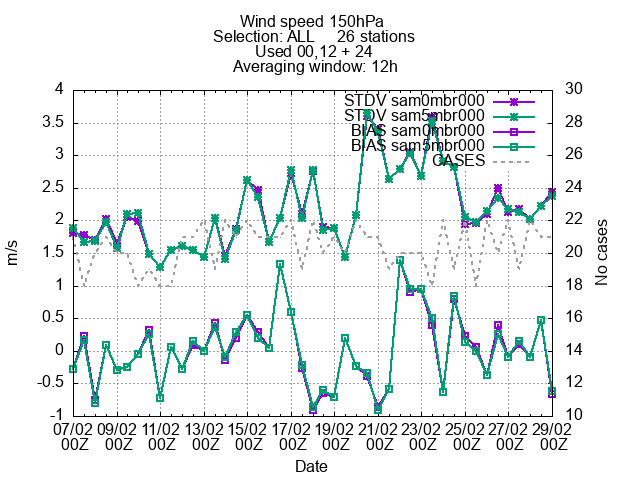 Wind speed 150hPa
Selection: ALL     26 stations
Used 00,12 + 24
Averaging window: 12h
4
3.5
3
2.5
2
1.5
1
0.5
0
-0.5
-1
m/s
30
28
26
24
22
20
18
16
14
12
10
No cases
STDV sam0mbr000
STDV sam5mbr000
BIAS sam0mbr000
BIAS sam5mbr000
CASES
07/02 09/02 11/02 13/02 15/02 17/02 19/02 21/02 23/02 25/02 27/02 29/02
00Z 00Z 00Z 00Z 00Z 00Z 00Z 00Z 00Z 00Z 00Z 00Z
Date